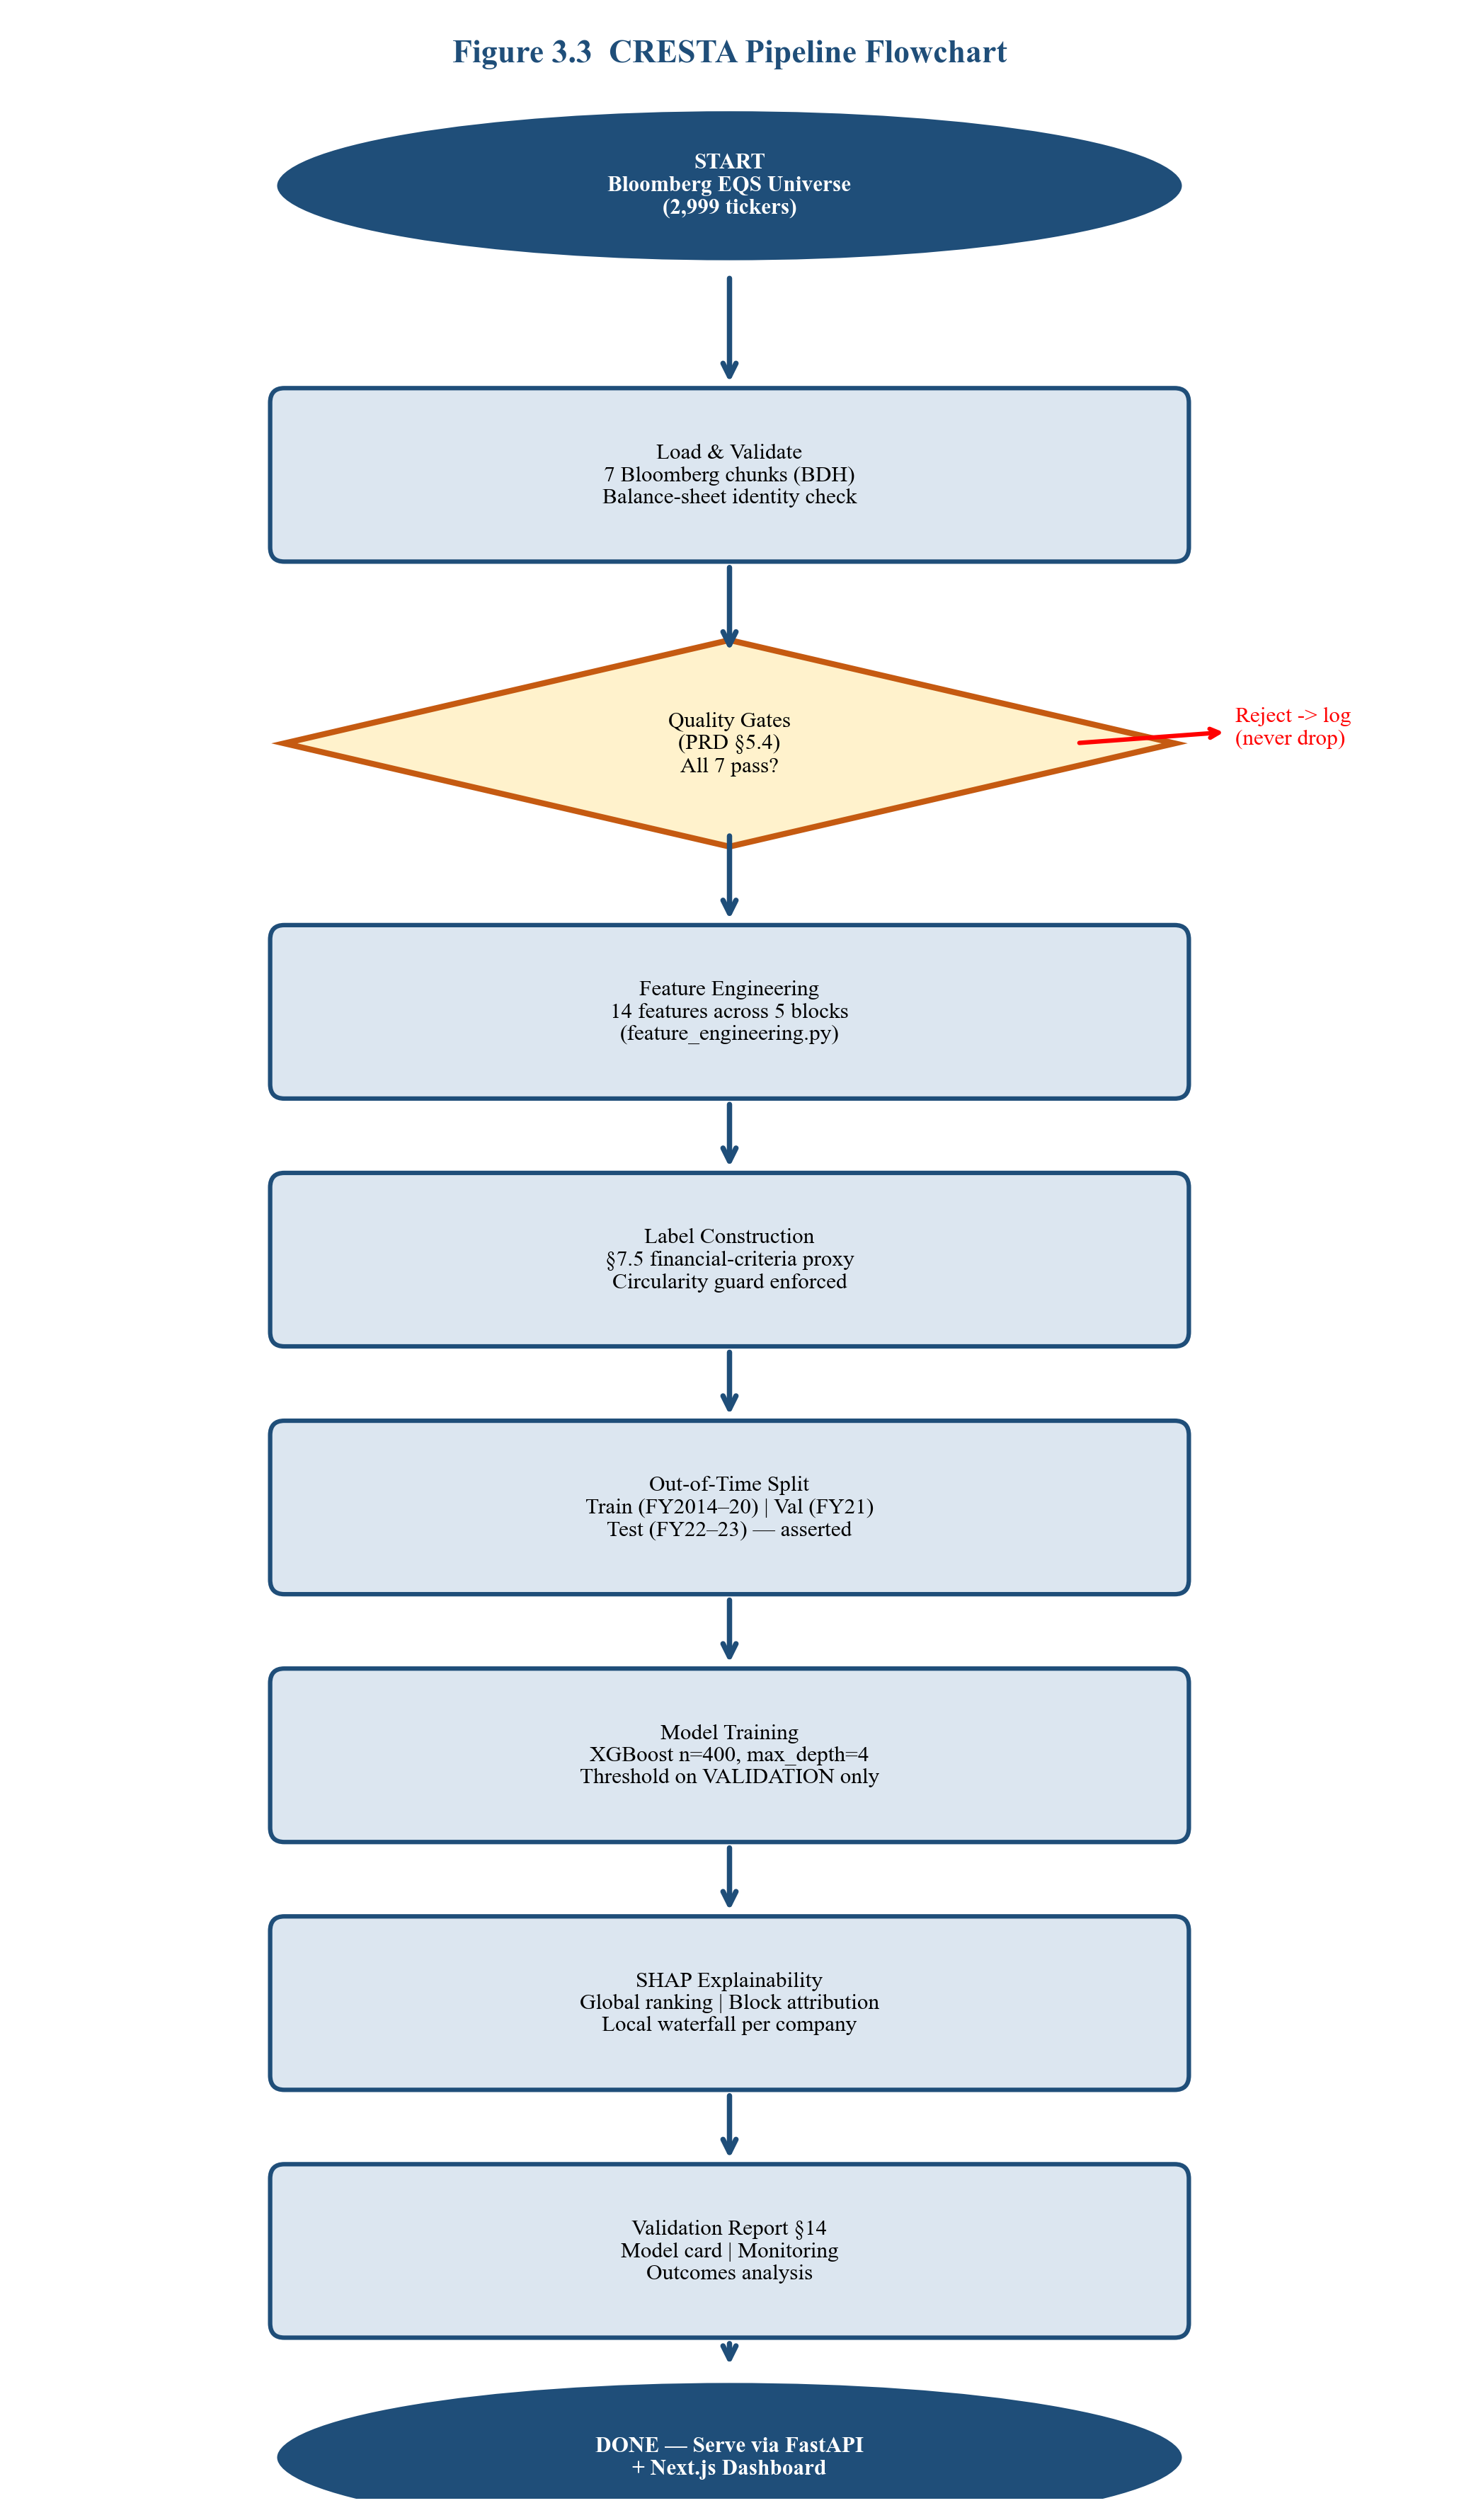 Figure 3.3  CRESTA Pipeline Flowchart
START
Bloomberg EQS Universe
(2,999 tickers)
Load & Validate
7 Bloomberg chunks (BDH)
Balance-sheet identity check
Quality Gates
(PRD §5.4)
All 7 pass?
Reject -> log
(never drop)
Feature Engineering
14 features across 5 blocks
(feature_engineering.py)
Label Construction
§7.5 financial-criteria proxy
Circularity guard enforced
Out-of-Time Split
Train (FY2014–20) | Val (FY21)
Test (FY22–23) — asserted
Model Training
XGBoost n=400, max_depth=4
Threshold on VALIDATION only
SHAP Explainability
Global ranking | Block attribution
Local waterfall per company
Validation Report §14
Model card | Monitoring
Outcomes analysis
DONE — Serve via FastAPI
+ Next.js Dashboard